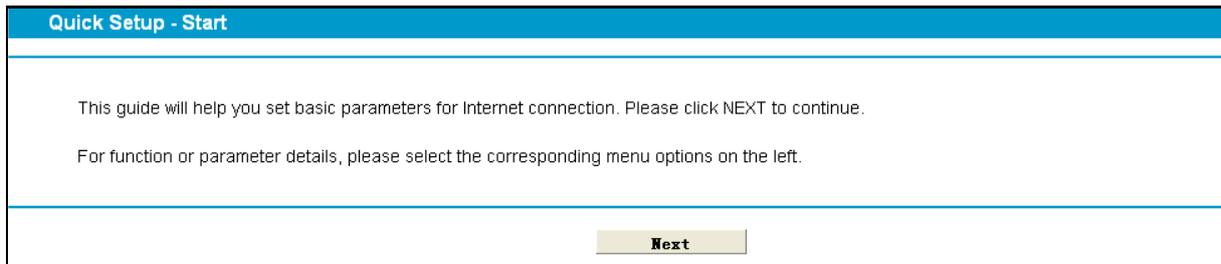 Quick Setup - Start
This guide will help you set basic parameters for Internet connection. Please click NEXT to continue.
For function or parameter details, please select the corresponding menu options on the left.
Next